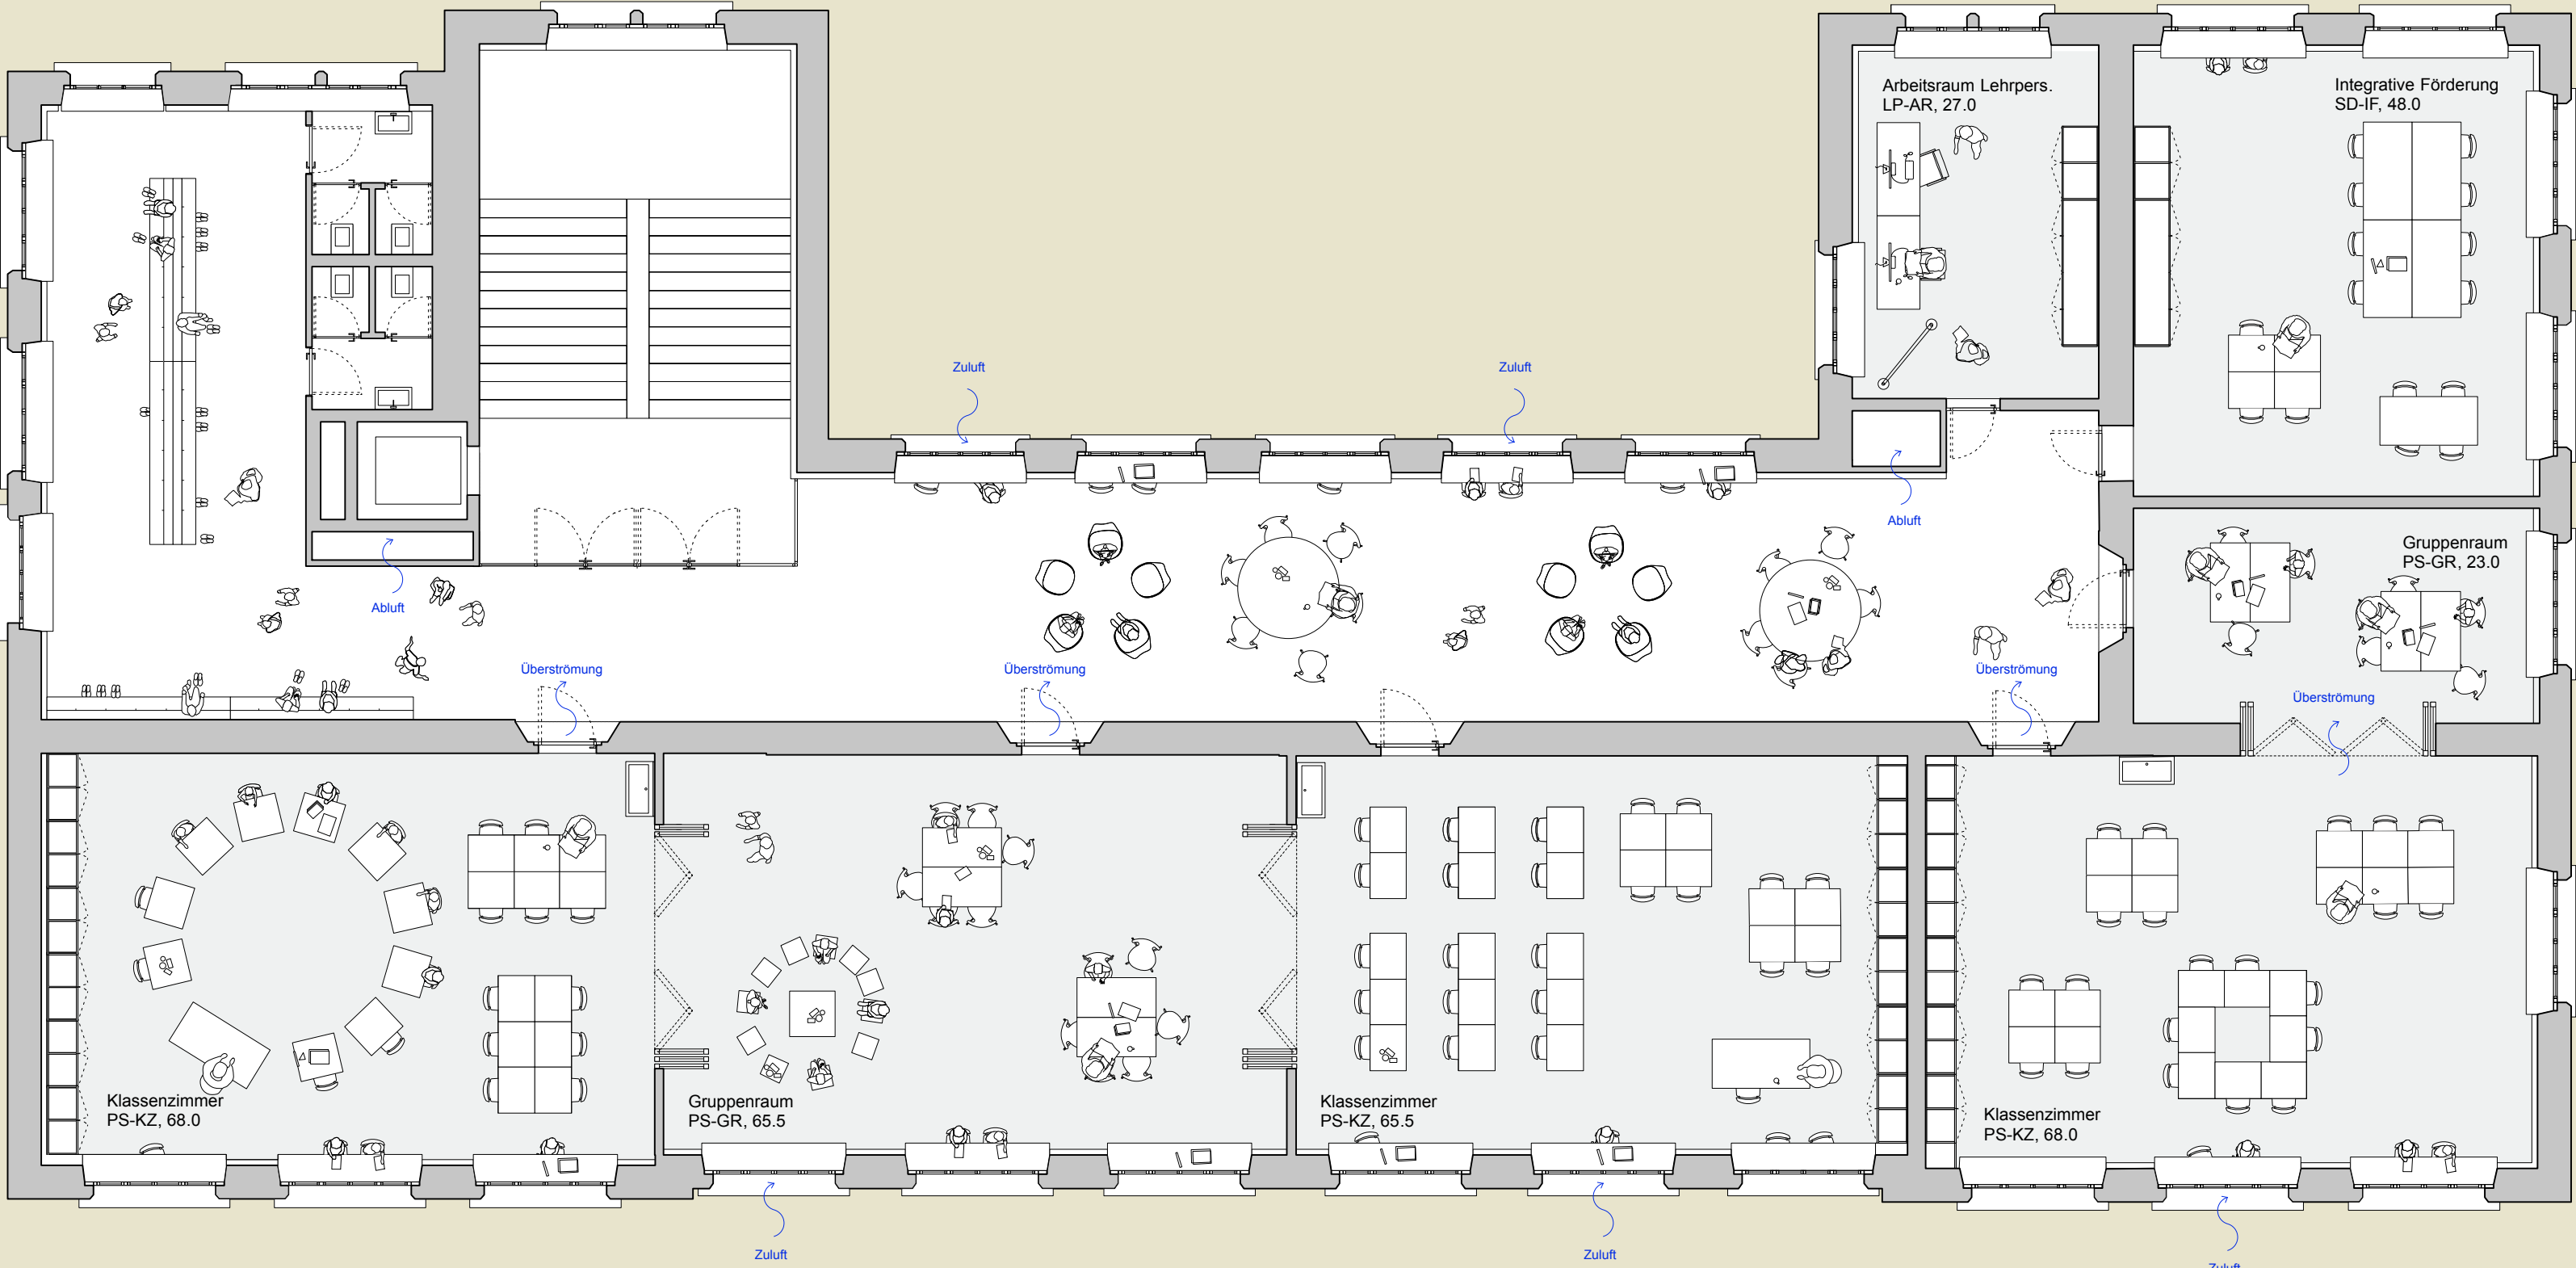 Arbeitsraum Lehrpers.
LP-AR, 27.0
Integrative Förderung
SD-IF, 48.0
Zuluft
Zuluft
Abluft
Abluft
Gruppenraum
PS-GR, 23.0
Überströmung
Überströmung
Überströmung
Überströmung
Klassenzimmer
PS-KZ, 68.0
Gruppenraum
PS-GR, 65.5
Klassenzimmer
PS-KZ, 65.5
Klassenzimmer
PS-KZ, 68.0
Zuluft
Zuluft
Zuluft